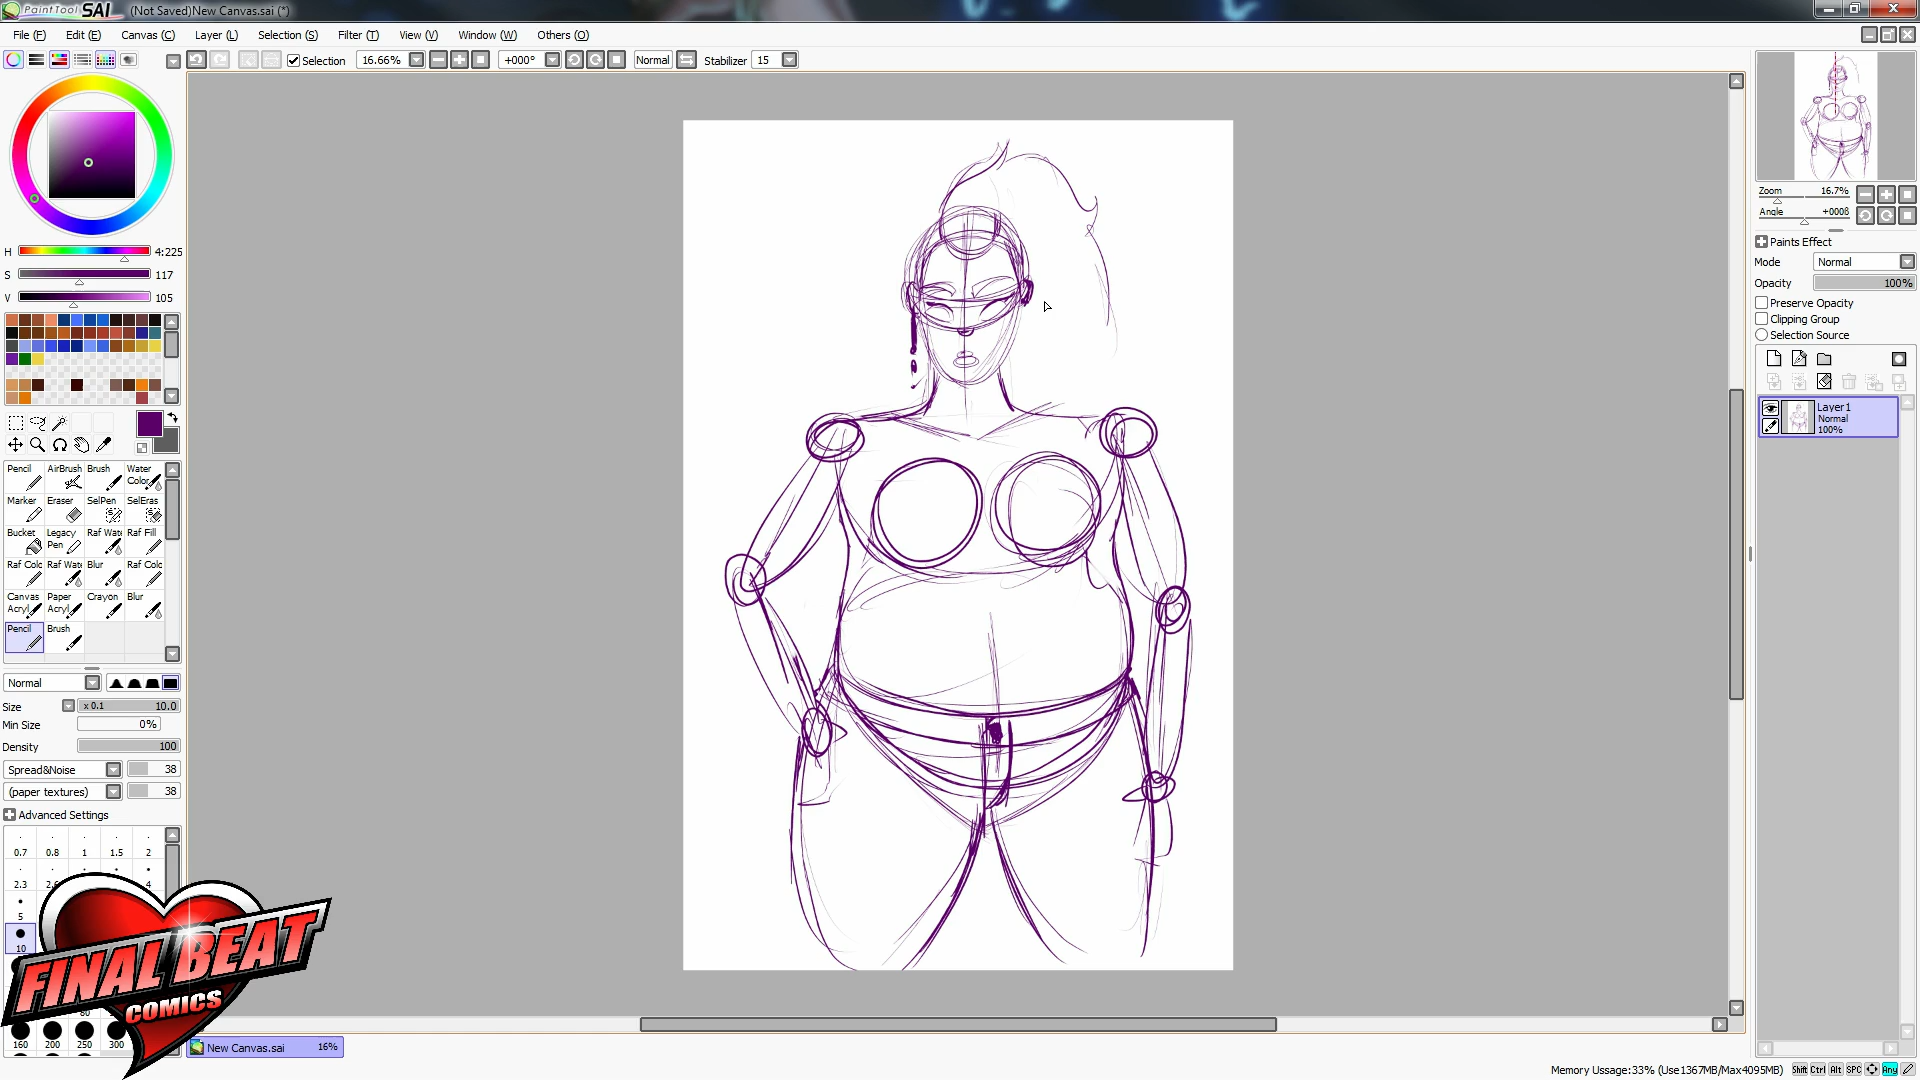 PaintTool SAI (Not Saved)New Canvas.sai (*)
File (F) Edit (E) Canvas (C) Layer (L) Selection (S) Filter (T) View (V) Window (W) Others (O)
Selection 16.66% +000° Normal Stabilizer 15
H 4:225
S 117
V 105
Pencil AirBrush Brush Water Color
Marker Eraser SelPen SelEras
Bucket Legacy Pen Raf Wate Raf Fill
Raf Colc Raf Wate Blur Raf Colc
Canvas Acryl Paper Acryl Crayon Blur
Pencil Brush
Normal
Size x 0.1 10.0
Min Size 0%
Density 100
Spread&Noise 38
(paper textures) 38
Advanced Settings
0.7 0.8 1 1.5 2
2.3 4
5
10
FINAL BEAT
COMICS
80
160 200 250 300
New Canvas.sai 16%
Zoom 16.7%
Angle +000ß
Paints Effect
Mode Normal
Opacity 100%
Preserve Opacity
Clipping Group
Selection Source
Layer1
Normal
100%
Memory Ussage:33% (Use1367MB/Max4095MB) Shift Ctrl Alt SPC Any